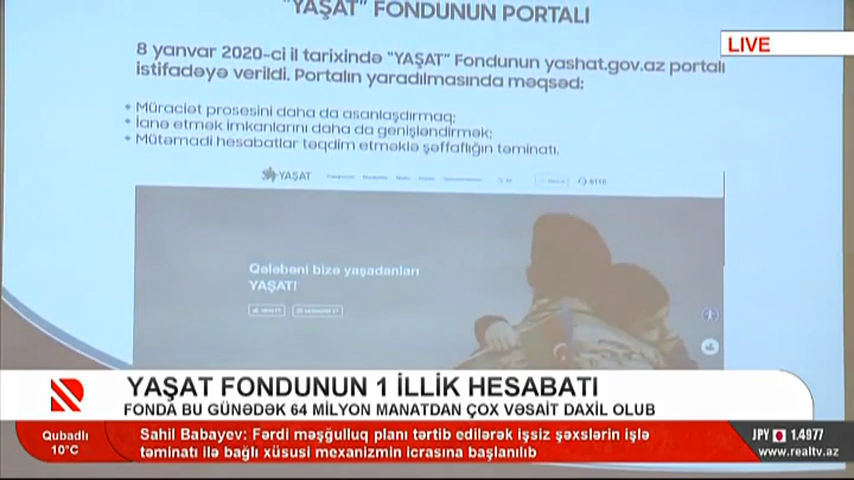 "YAŞAT" FONDUNUN PORTALI
LIVE
8 yanvar 2020-ci il tarixində "YAŞAT" Fondunun yashat.gov.az portalı
istifadəyə verildi. Portalın yaradılmasında məqsəd:
• Müraciət prosesini daha da asanlaşdırmaq;
• İanə etmək imkanlarını daha da genişləndirmək;
• Mütəmadi hesabatlar təqdim etməklə şəffaflığın təminatı.
YAŞAT
8110
Qələbəni bizə yaşadanları
YAŞAT!
YAŞAT FONDUNUN 1 İLLİK HESABATI
FONDA BU GÜNƏDƏK 64 MİLYON MANATDAN ÇOX VƏSAİT DAXİL OLUB
Qubadlı
10°C
Sahil Babayev: Fərdi məşğulluq planı tərtib edilərək işsiz şəxslərin işlə
təminatı ilə bağlı xüsusi mexanizmin icrasına başlanılıb
JPY 1.4977
www.realtv.az